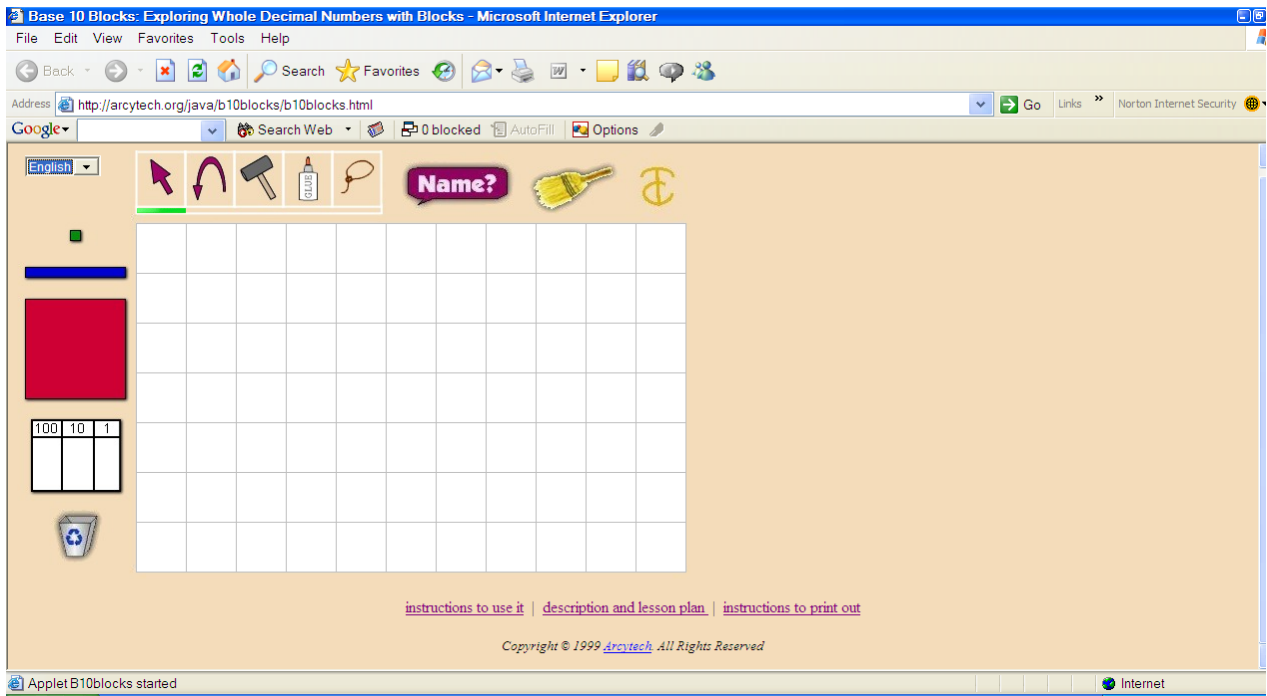 Base 10 Blocks: Exploring Whole Decimal Numbers with Blocks - Microsoft Internet Explorer
File Edit View Favorites Tools Help
Back Search Favorites
Address http://arcytech.org/java/b10blocks/b10blocks.html Go Links » Norton Internet Security
Google Search Web 0 blocked AutoFill Options
English GLUE Name?
100 10 1
instructions to use it | description and lesson plan | instructions to print out
Copyright © 1999 Arcytech. All Rights Reserved
Applet B10blocks started Internet